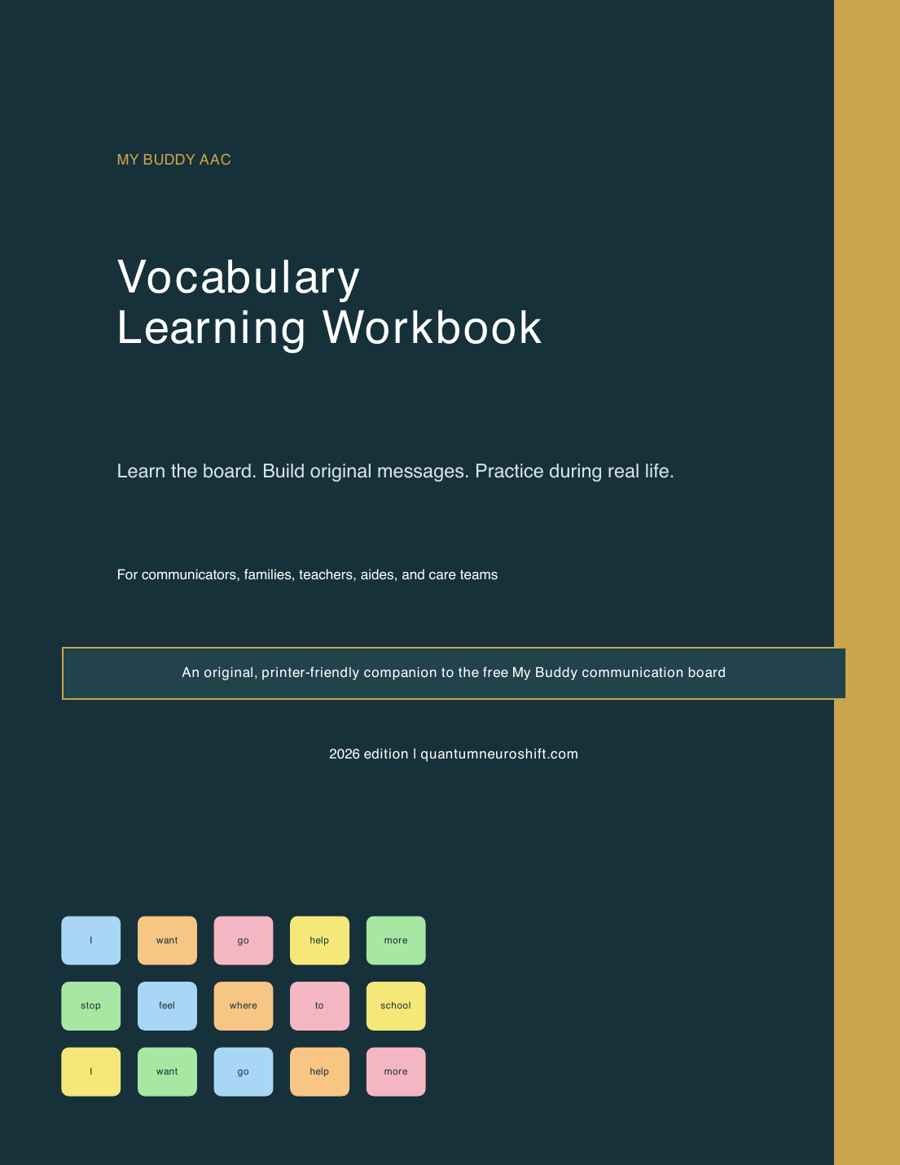 MY BUDDY AAC
Vocabulary
Learning Workbook
Learn the board. Build original messages. Practice during real life.
For communicators, families, teachers, aides, and care teams
An original, printer-friendly companion to the free My Buddy communication board
2026 edition | quantumneuroshift.com
I want go help more
stop feel where to school
I want go help more